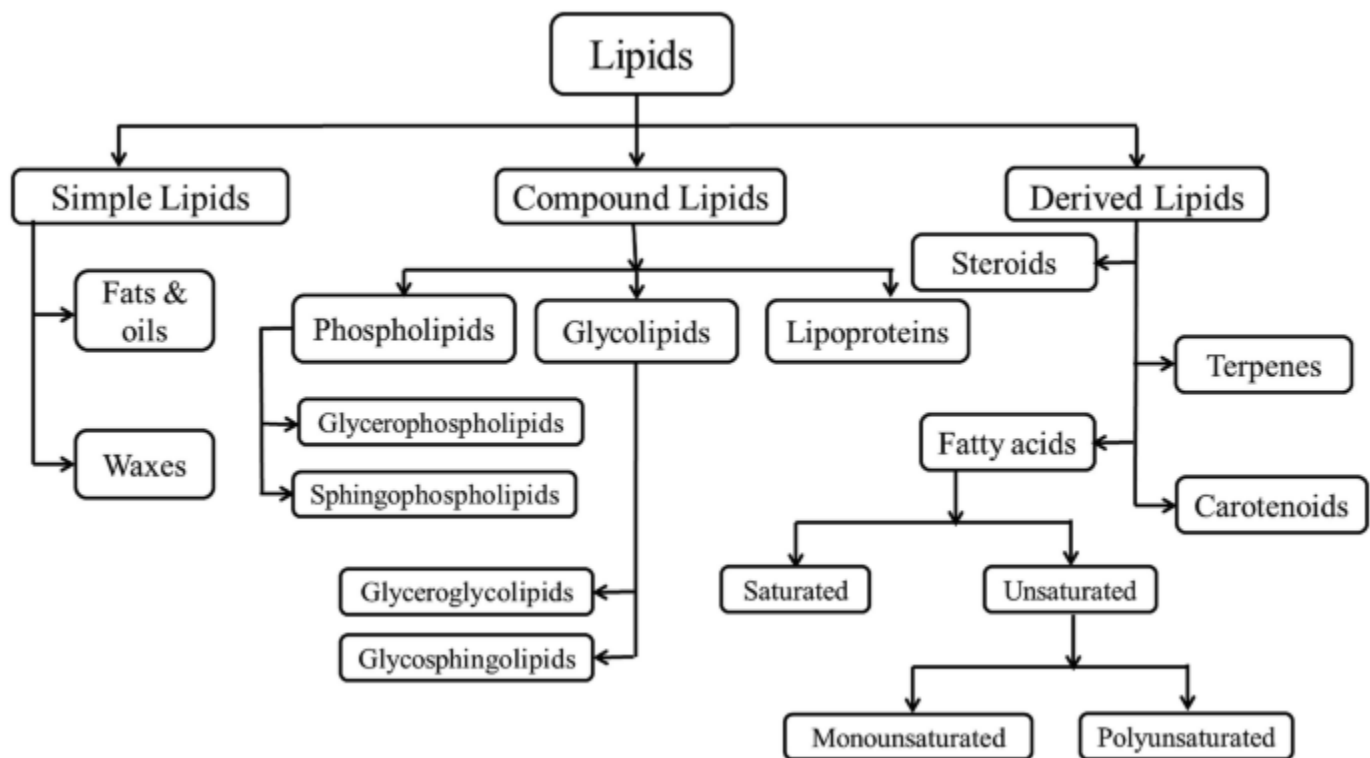 Lipids
Simple Lipids
Compound Lipids
Derived Lipids
Steroids
Fats &
oils
Phospholipids
Glycolipids
Lipoproteins
Terpenes
Glycerophospholipids
Fatty acids
Waxes
Sphingophospholipids
Carotenoids
Glyceroglycolipids
Saturated
Unsaturated
Glycosphingolipids
Monounsaturated
Polyunsaturated